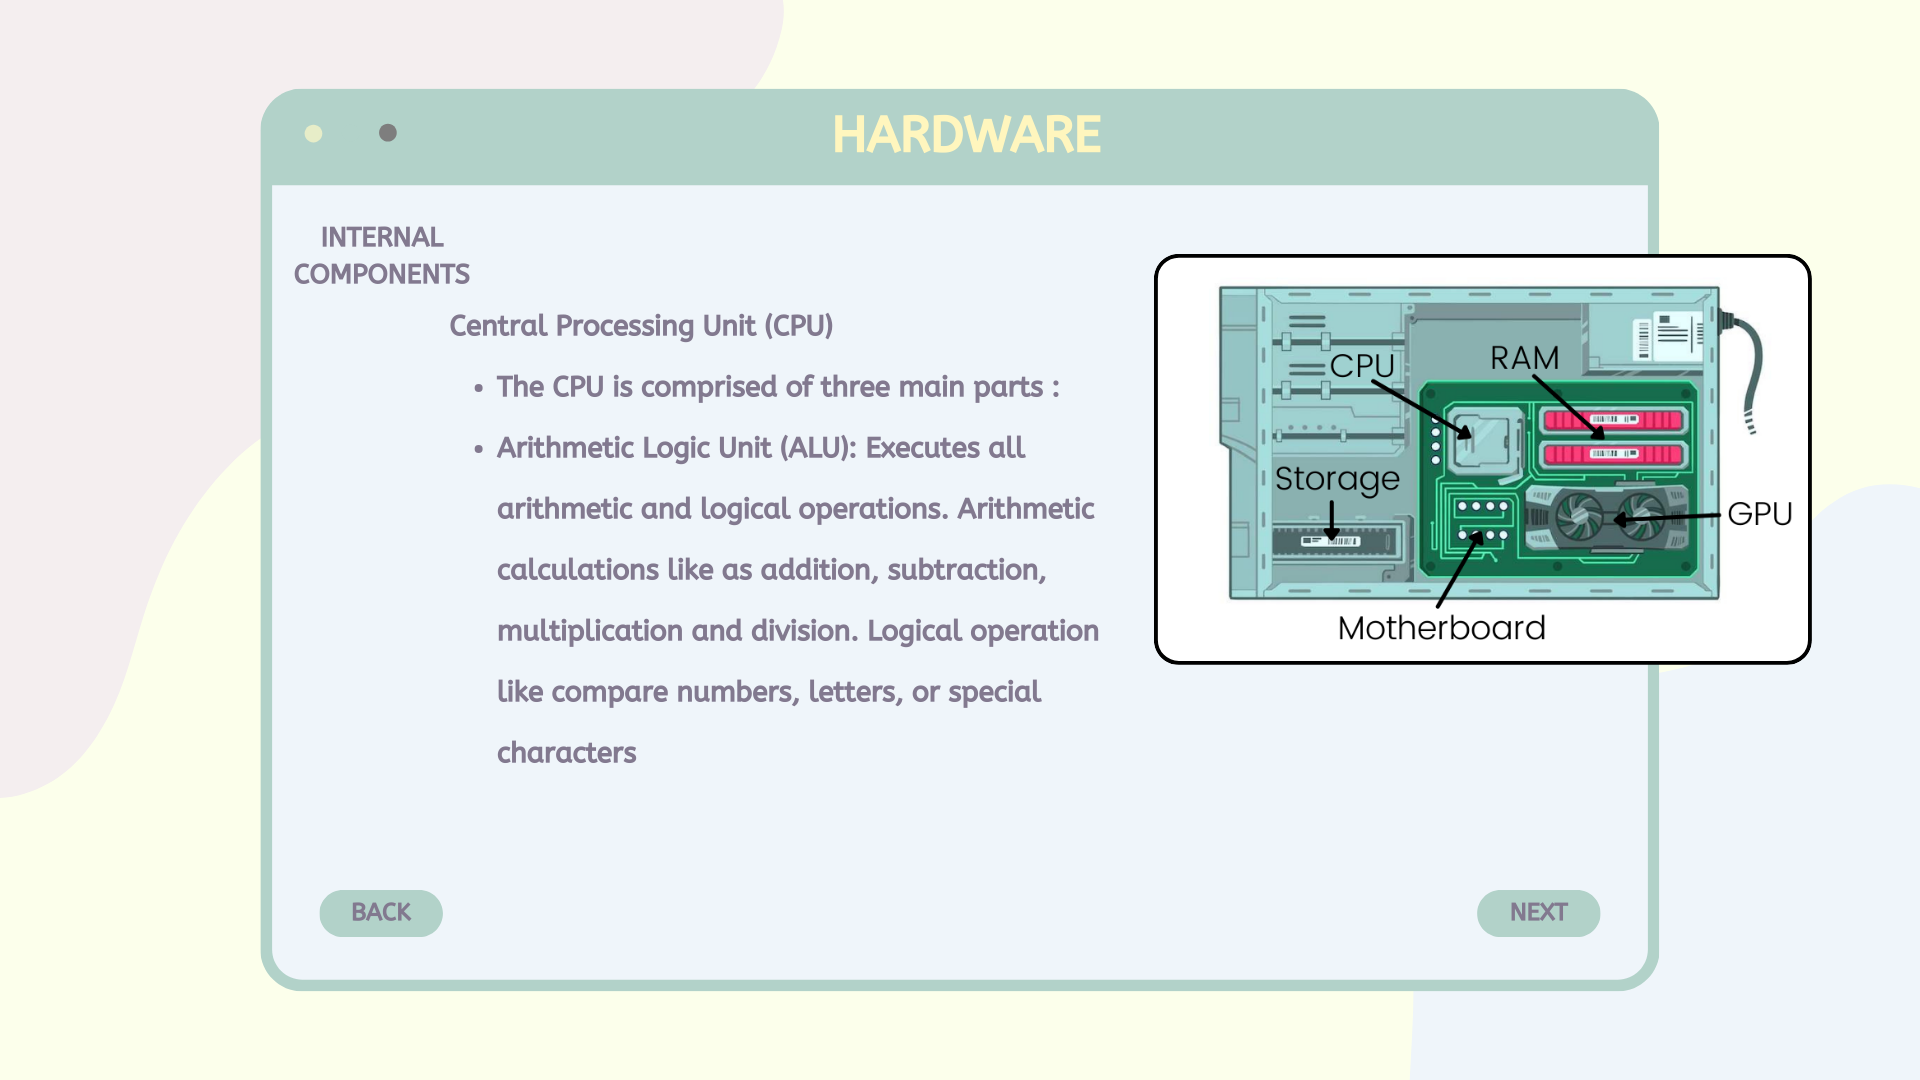 HARDWARE
INTERNAL
COMPONENTS
Central Processing Unit (CPU)
• The CPU is comprised of three main parts :
• Arithmetic Logic Unit (ALU): Executes all
arithmetic and logical operations. Arithmetic
calculations like as addition, subtraction,
multiplication and division. Logical operation
like compare numbers, letters, or special
characters
CPU
RAM
Storage
GPU
Motherboard
BACK
NEXT